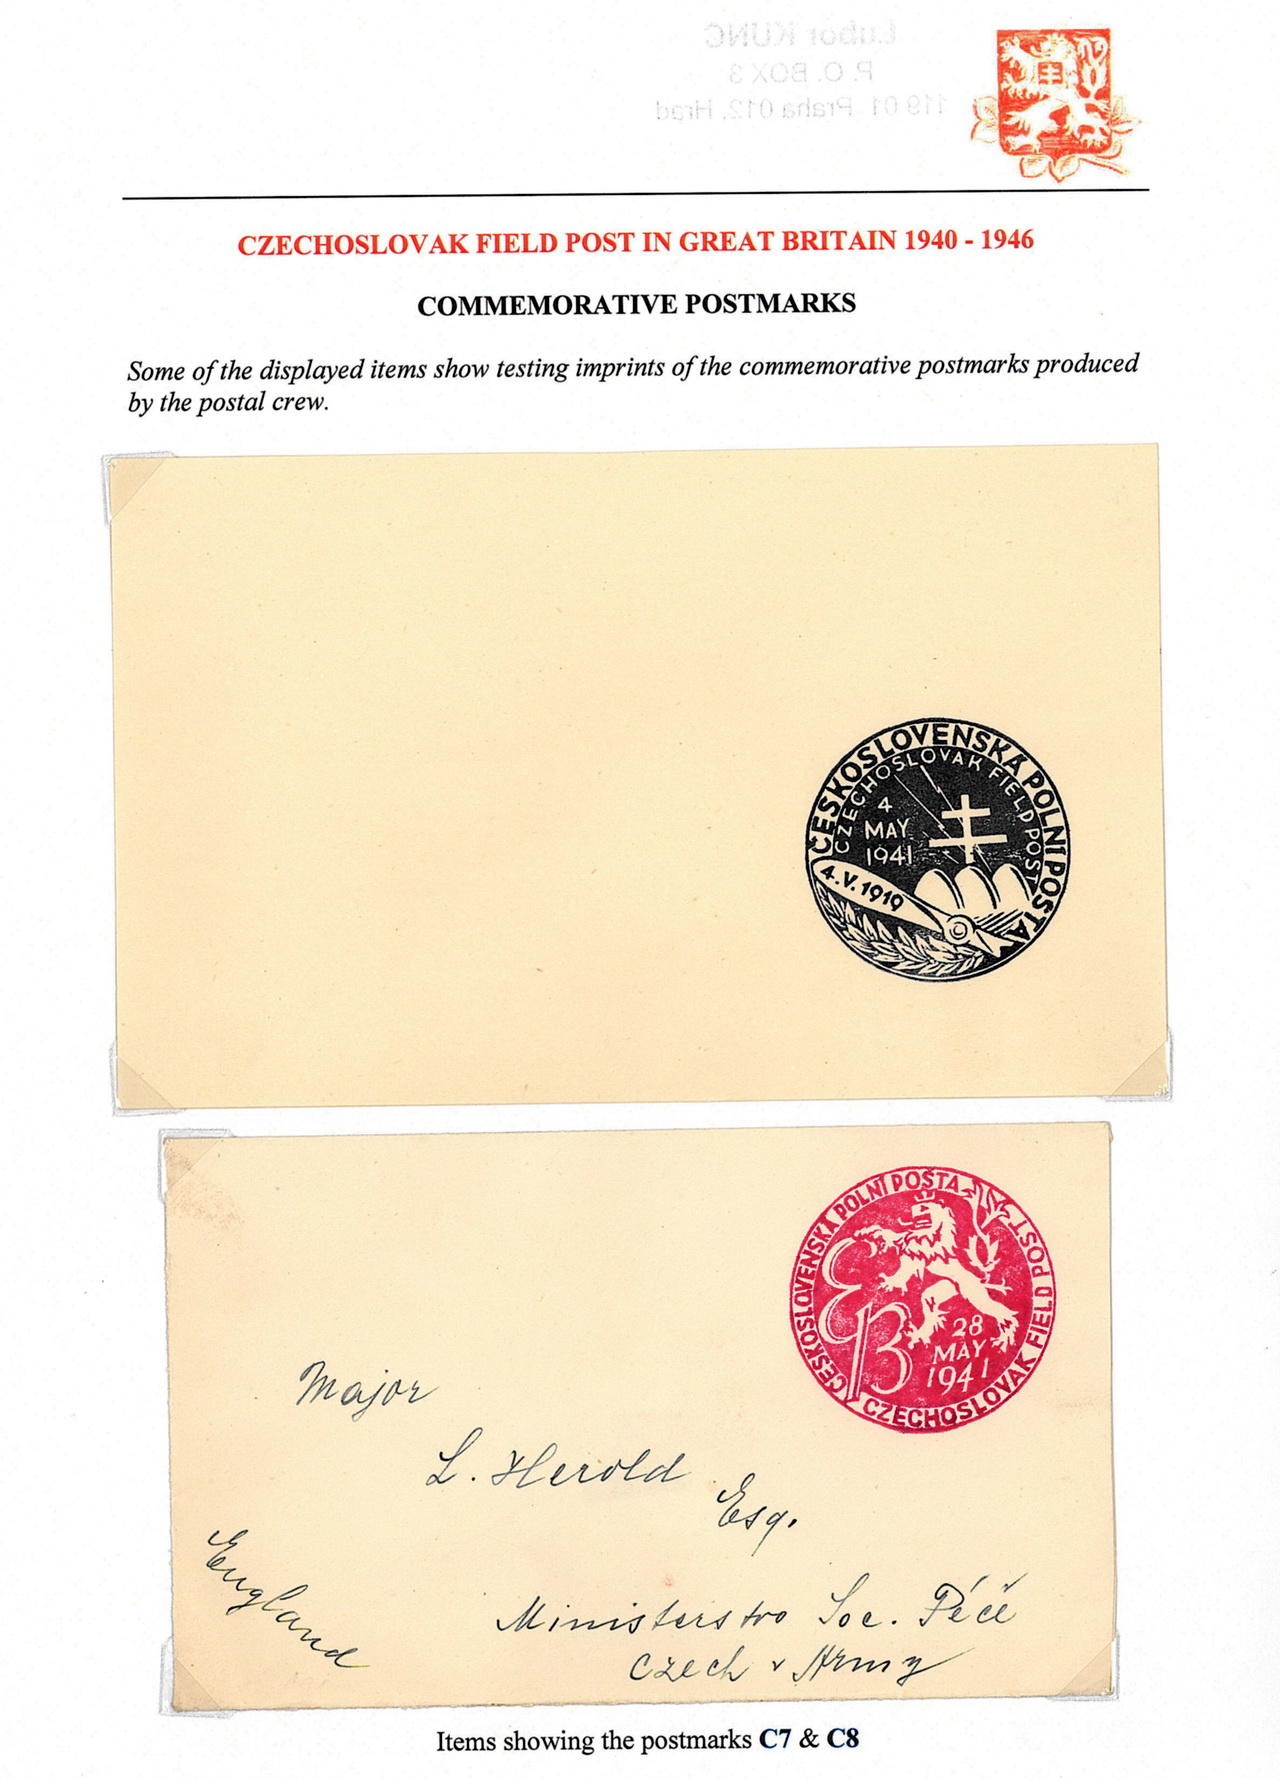 Lubor KUNC
P. O. BOX 3
119 01 Praha 012, Hrad
CZECHOSLOVAK FIELD POST IN GREAT BRITAIN 1940 - 1946
COMMEMORATIVE POSTMARKS
Some of the displayed items show testing imprints of the commemorative postmarks produced
by the postal crew.
ČESKOSLOVENSKÁ POLNÍ POŠTA
CZECHOSLOVAK FIELD POST
4
MAY
1941
4.V.1919
ČESKOSLOVENSKÁ POLNÍ POŠTA
CZECHOSLOVAK FIELD POST
EB
28
MAY
1941
Major
L. Herold
Esq.
England
Ministerstvo Soc. Péče
Czech v Army
Items showing the postmarks C7 & C8